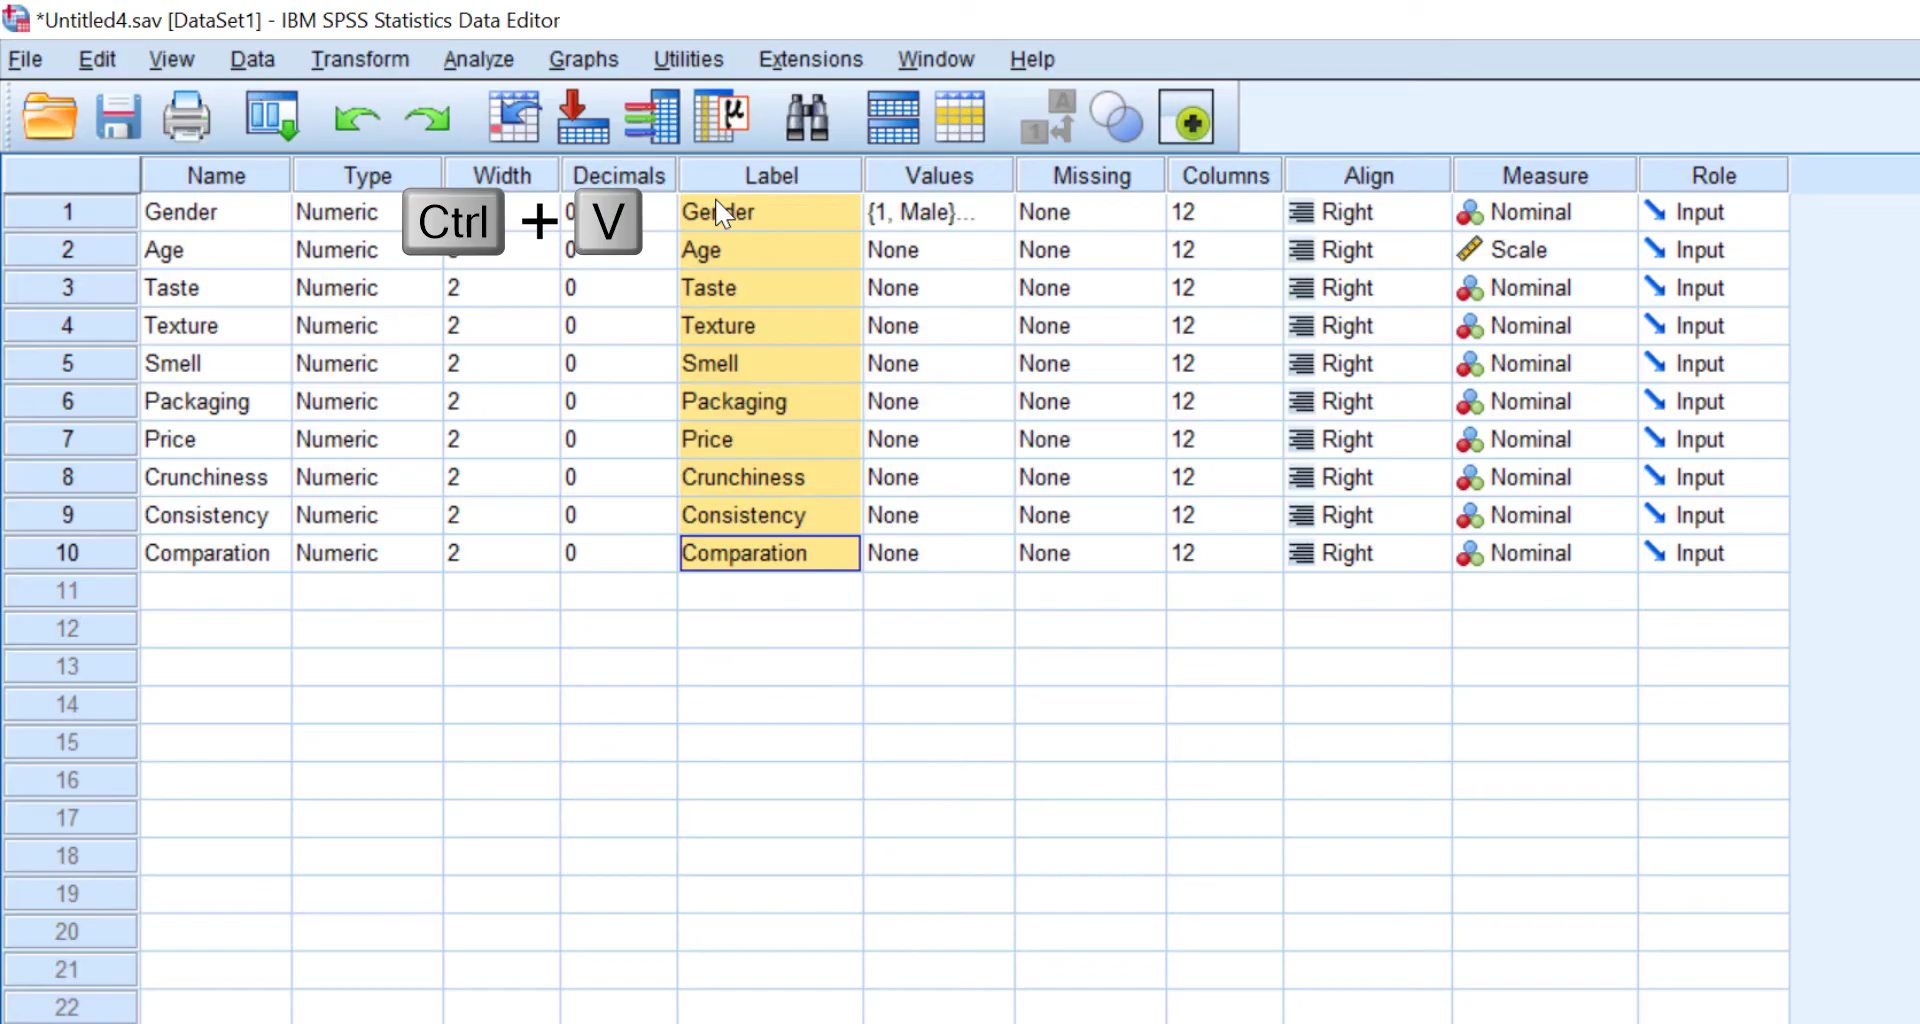 *Untitled4.sav [DataSet1] - IBM SPSS Statistics Data Editor
File Edit View Data Transform Analyze Graphs Utilities Extensions Window Help
Name Type Width Decimals Label Values Missing Columns Align Measure Role
1 Gender Numeric Ctrl + V 0 Gender {1, Male}... None 12 Right Nominal Input
2 Age Numeric 0 Age None None 12 Right Scale Input
3 Taste Numeric 2 0 Taste None None 12 Right Nominal Input
4 Texture Numeric 2 0 Texture None None 12 Right Nominal Input
5 Smell Numeric 2 0 Smell None None 12 Right Nominal Input
6 Packaging Numeric 2 0 Packaging None None 12 Right Nominal Input
7 Price Numeric 2 0 Price None None 12 Right Nominal Input
8 Crunchiness Numeric 2 0 Crunchiness None None 12 Right Nominal Input
9 Consistency Numeric 2 0 Consistency None None 12 Right Nominal Input
10 Comparation Numeric 2 0 Comparation None None 12 Right Nominal Input
11
12
13
14
15
16
17
18
19
20
21
22